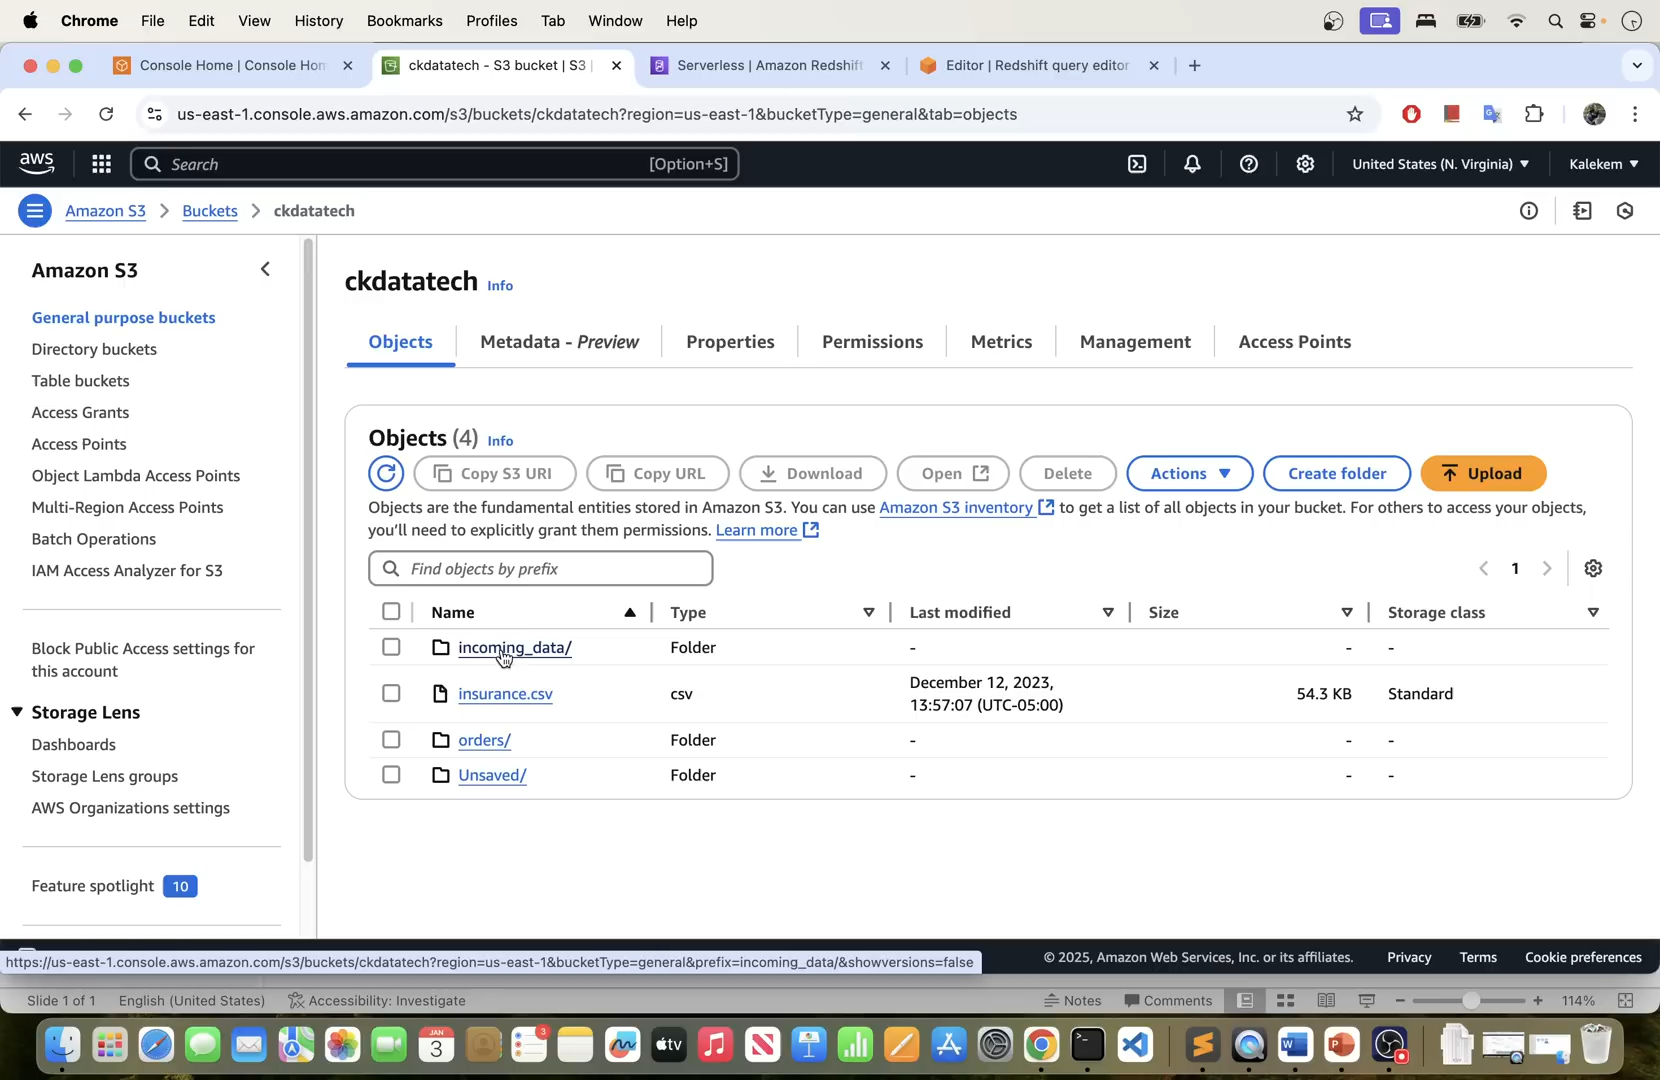 Chrome File Edit View History Bookmarks Profiles Tab Window Help
Console Home | Console Hom
ckdatatech - S3 bucket | S3 |
Serverless | Amazon Redshift
Editor | Redshift query editor
us-east-1.console.aws.amazon.com/s3/buckets/ckdatatech?region=us-east-1&bucketType=general&tab=objects
aws Search [Option+S] United States (N. Virginia) Kalekem
Amazon S3 Buckets ckdatatech
Amazon S3
General purpose buckets
Directory buckets
Table buckets
Access Grants
Access Points
Object Lambda Access Points
Multi-Region Access Points
Batch Operations
IAM Access Analyzer for S3
Block Public Access settings for
this account
Storage Lens
Dashboards
Storage Lens groups
AWS Organizations settings
Feature spotlight 10
ckdatatech Info
Objects Metadata - Preview Properties Permissions Metrics Management Access Points
Objects (4) Info
Copy S3 URI Copy URL Download Open Delete Actions Create folder Upload
Objects are the fundamental entities stored in Amazon S3. You can use Amazon S3 inventory to get a list of all objects in your bucket. For others to access your objects,
you'll need to explicitly grant them permissions. Learn more
Find objects by prefix
1
Name Type Last modified Size Storage class
incoming_data/ Folder - - -
insurance.csv csv December 12, 2023, 54.3 KB Standard
13:57:07 (UTC-05:00)
orders/ Folder - - -
Unsaved/ Folder - - -
https://us-east-1.console.aws.amazon.com/s3/buckets/ckdatatech?region=us-east-1&bucketType=general&prefix=incoming_data/&showversions=false
© 2025, Amazon Web Services, Inc. or its affiliates. Privacy Terms Cookie preferences
Slide 1 of 1 English (United States) Accessibility: Investigate Notes Comments 114%
JAN
3
3
tv
W
P